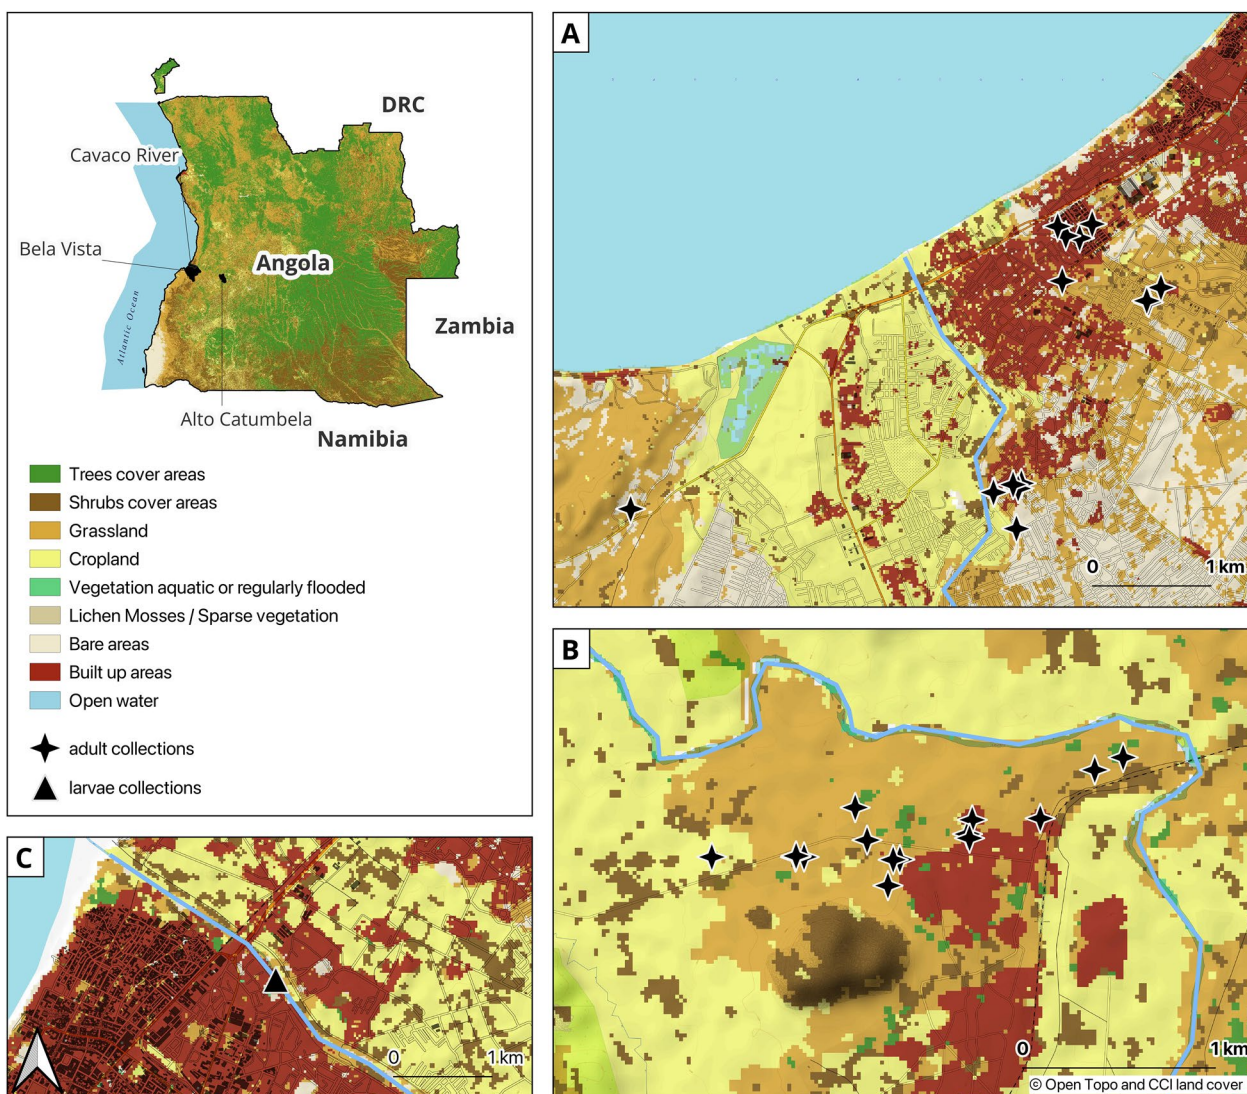 DRC
Cavaco River
Bela Vista
Angola
Atlantic Ocean
Zambia
Alto Catumbela
Namibia
Trees cover areas
Shrubs cover areas
Grassland
Cropland
Vegetation aquatic or regularly flooded
Lichen Mosses / Sparse vegetation
Bare areas
Built up areas
Open water
adult collections
larvae collections
A
0 1 km
B
0 1 km
© Open Topo and CCI land cover
C
0 1 km